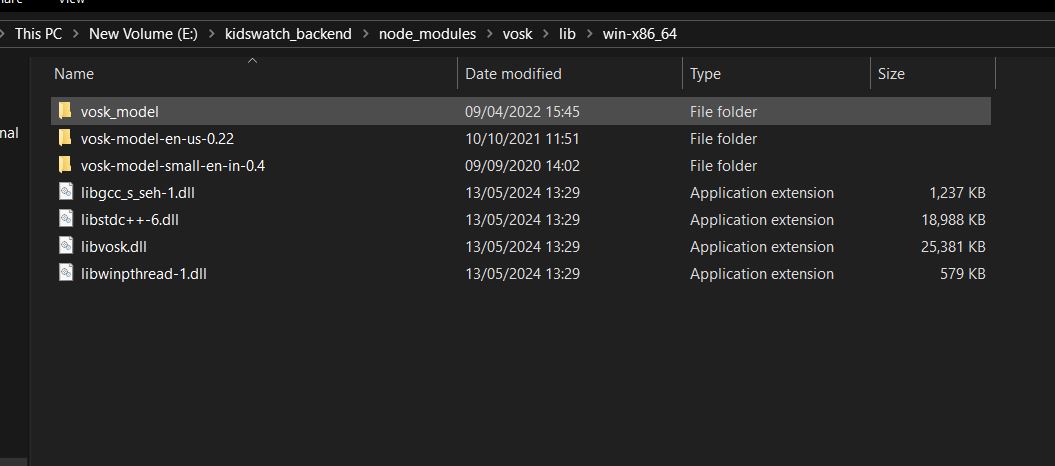 View
This PC > New Volume (E:) > kidswatch_backend > node_modules > vosk > lib > win-x86_64
Name Date modified Type Size
vosk_model 09/04/2022 15:45 File folder
vosk-model-en-us-0.22 10/10/2021 11:51 File folder
vosk-model-small-en-in-0.4 09/09/2020 14:02 File folder
libgcc_s_seh-1.dll 13/05/2024 13:29 Application extension 1,237 KB
libstdc++-6.dll 13/05/2024 13:29 Application extension 18,988 KB
libvosk.dll 13/05/2024 13:29 Application extension 25,381 KB
libwinpthread-1.dll 13/05/2024 13:29 Application extension 579 KB
nal